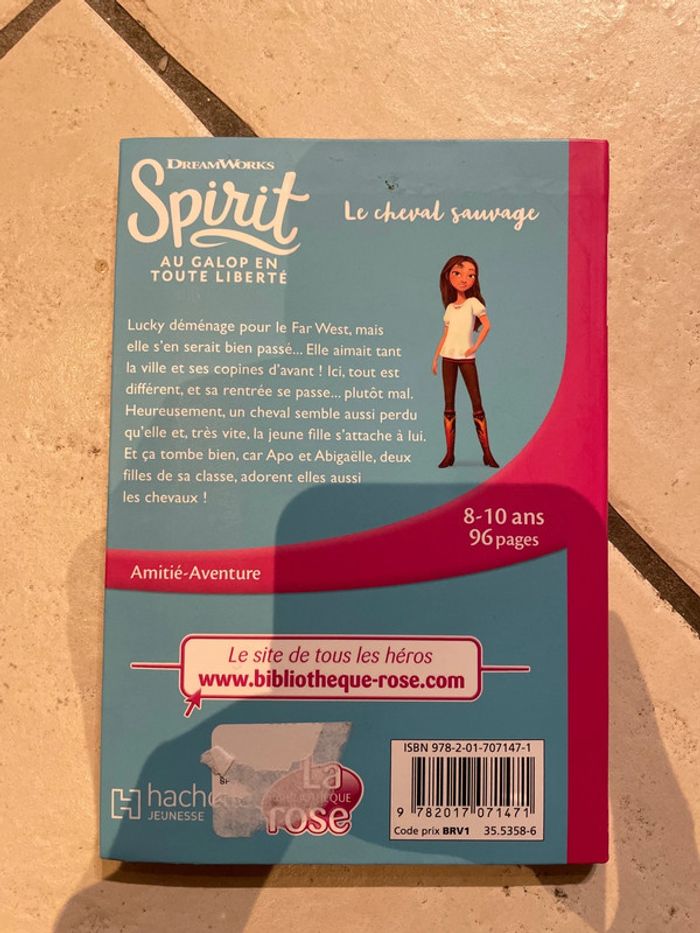 DREAMWORKS
Spirit
AU GALOP EN
TOUTE LIBERTÉ
Le cheval sauvage
Lucky déménage pour le Far West, mais
elle s'en serait bien passé... Elle aimait tant
la ville et ses copines d'avant ! Ici, tout est
différent, et sa rentrée se passe... plutôt mal.
Heureusement, un cheval semble aussi perdu
qu'elle et, très vite, la jeune fille s'attache à lui.
Et ça tombe bien, car Apo et Abigaëlle, deux
filles de sa classe, adorent elles aussi
les chevaux !
8-10 ans
96 pages
Amitié-Aventure
Le site de tous les héros
www.bibliotheque-rose.com
ISBN 978-2-01-707147-1
9 782017 071471
Code prix BRV1 35.5358-6
hache
JEUNESSE
La
rose